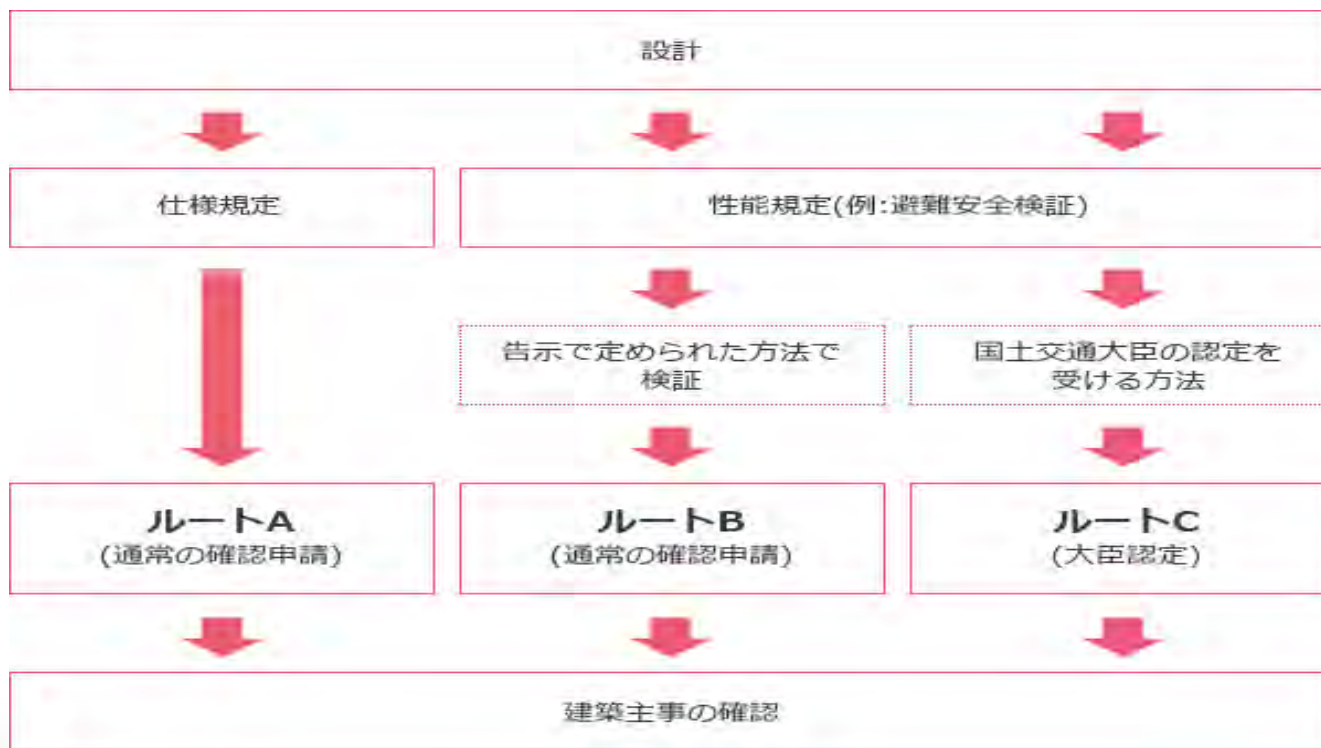 設計
仕様規定
性能規定(例:避難安全検証)
告示で定められた方法で
検証
国土交通大臣の認定を
受ける方法
ルートA
(通常の確認申請)
ルートB
(通常の確認申請)
ルートC
(大臣認定)
建築主事の確認